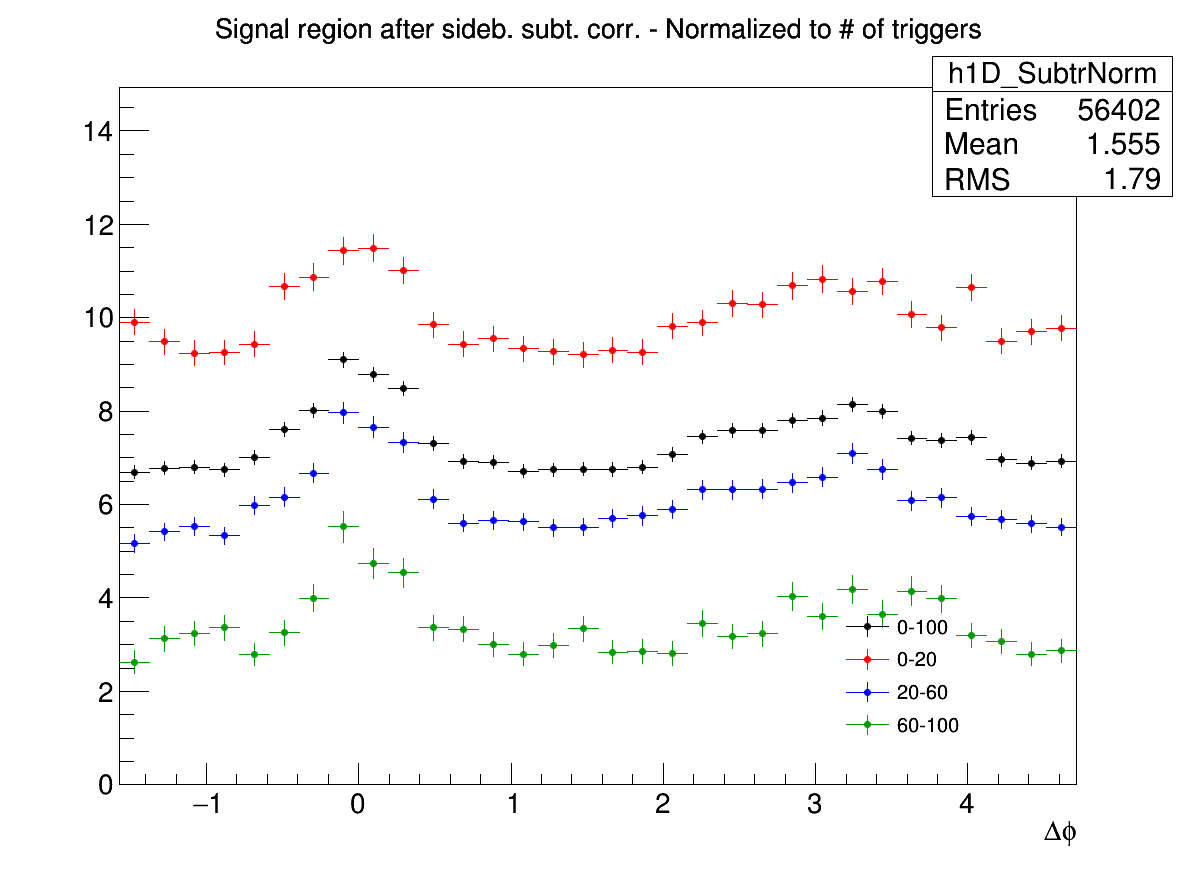 Signal region after sideb. subt. corr. - Normalized to # of triggers
h1D_SubtrNorm
Entries 56402
Mean 1.555
RMS 1.79
14
12
10
8
6
4
2
0
0-100
0-20
20-60
60-100
−1 0 1 2 3 4
Δϕ